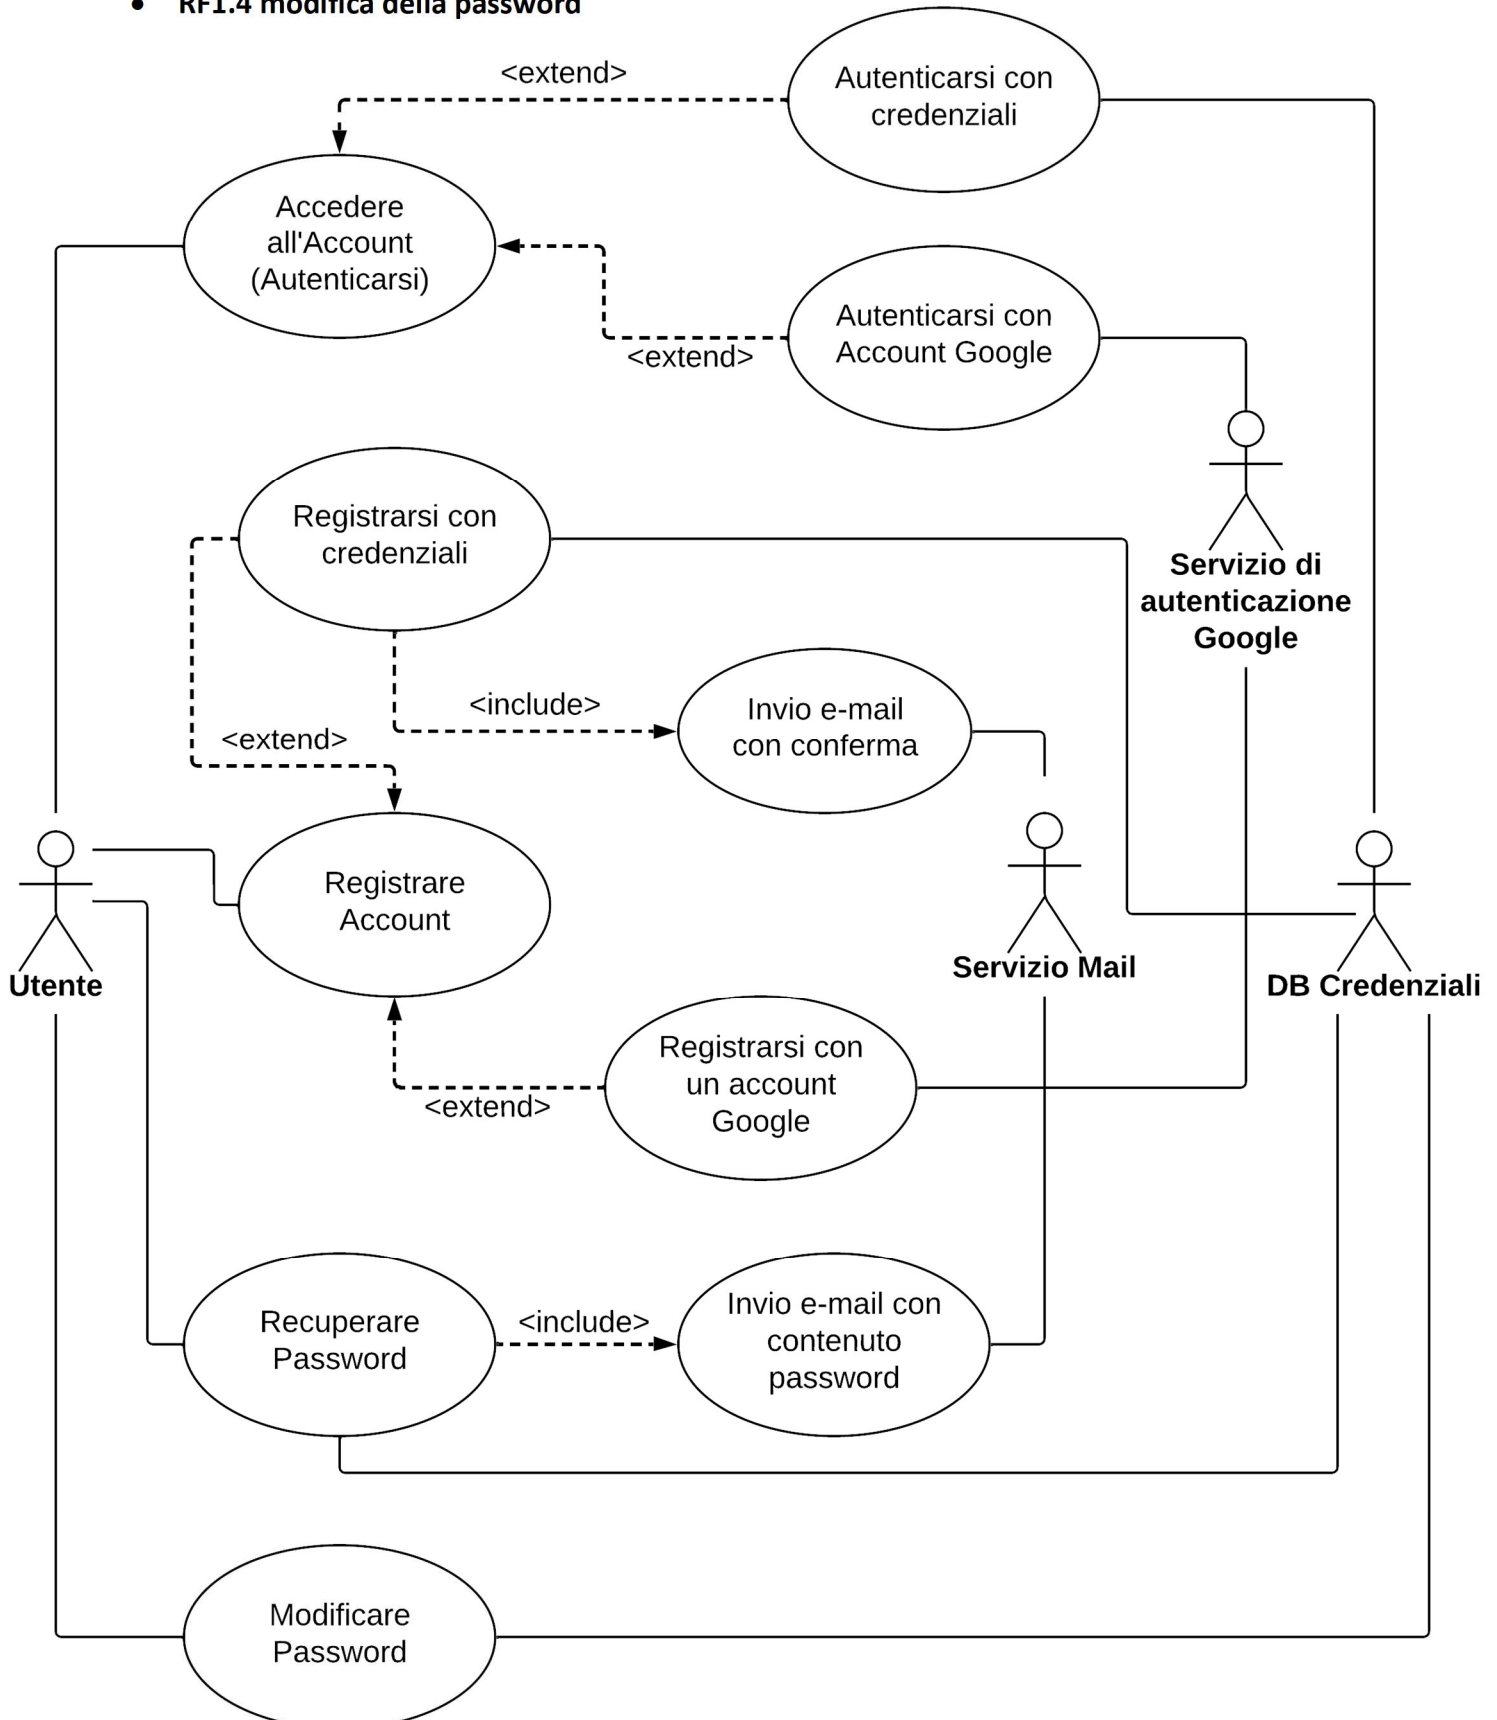 • RF1.4 modifica della password
<extend>
Autenticarsi con
credenziali
Accedere
all'Account
(Autenticarsi)
Autenticarsi con
Account Google
<extend>
Registrarsi con
credenziali
Servizio di
autenticazione
Google
<include>
Invio e-mail
con conferma
<extend>
Registrare
Account
Utente
Servizio Mail
DB Credenziali
Registrarsi con
un account
Google
<extend>
Recuperare
Password
<include>
Invio e-mail con
contenuto
password
Modificare
Password